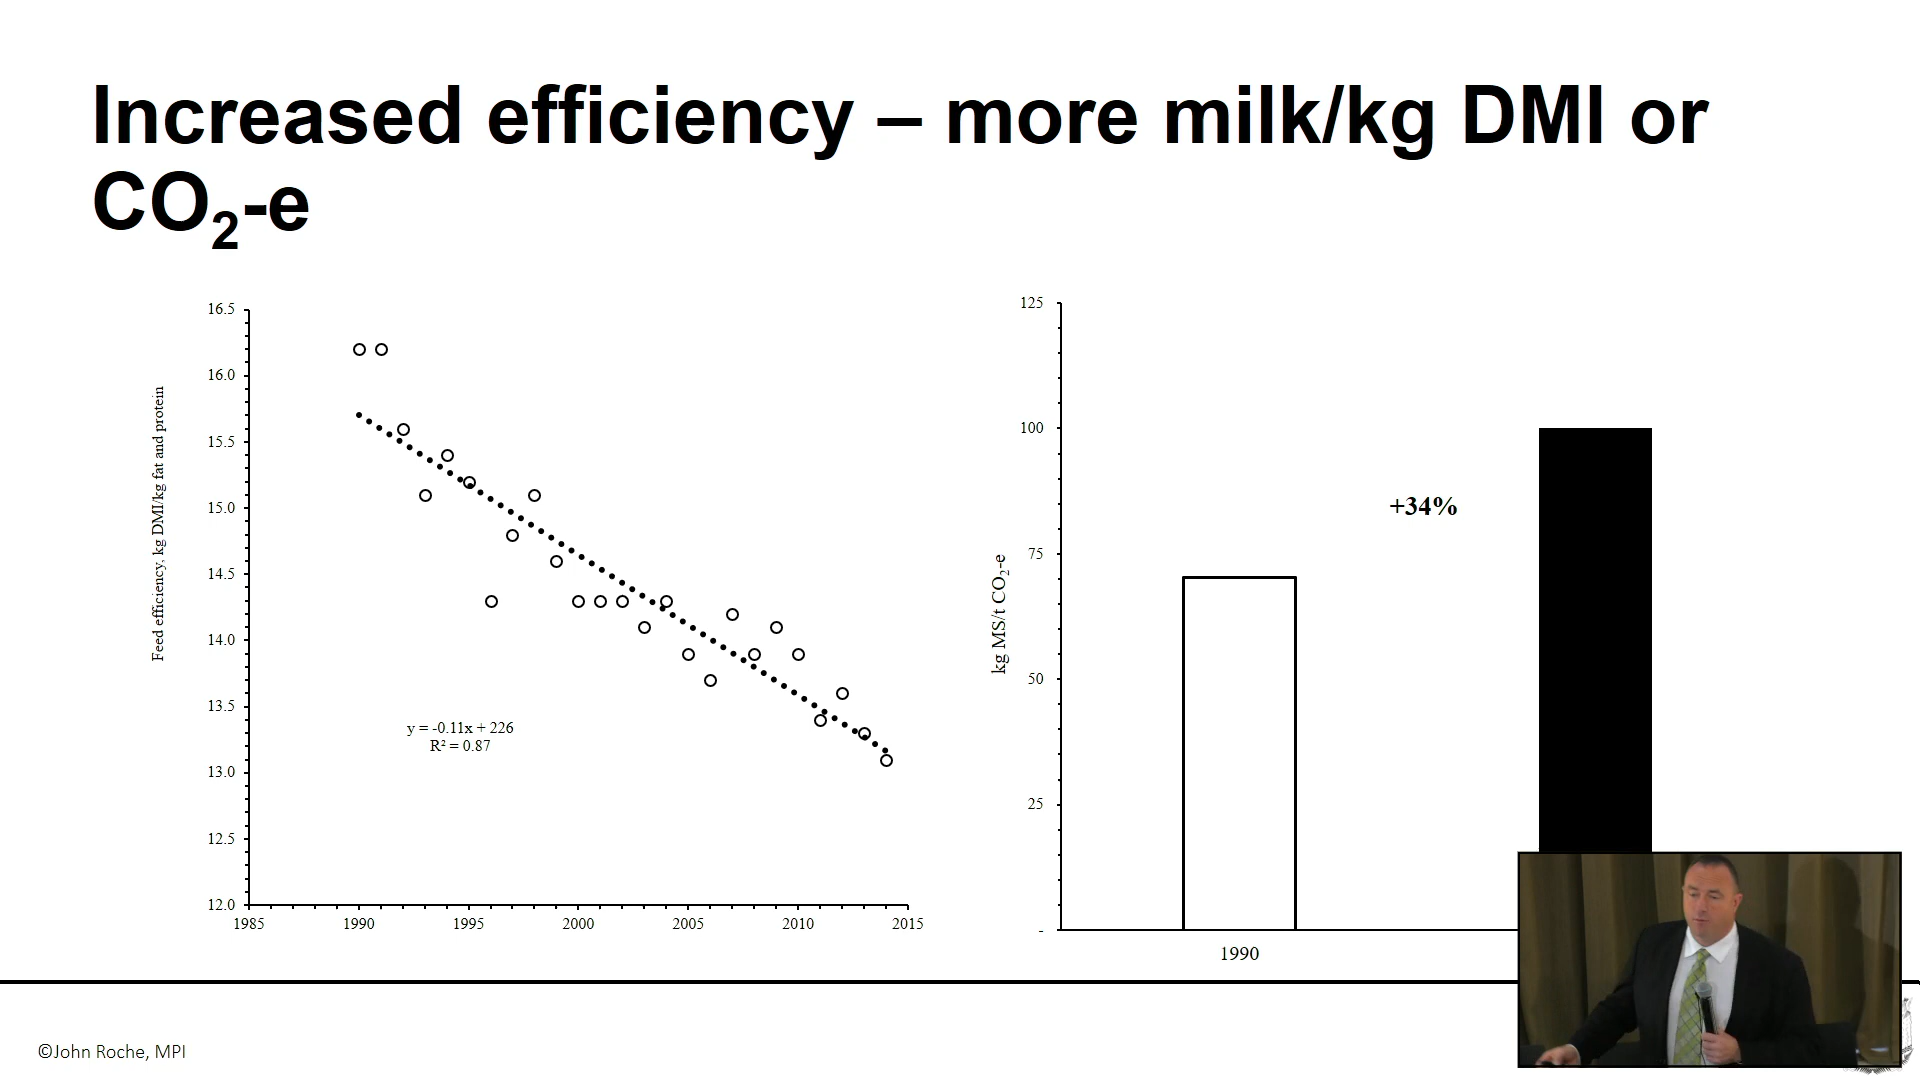 Increased efficiency – more milk/kg DMI or
CO₂-e
16.5
16.0
15.5
15.0
14.5
14.0
13.5
13.0
12.5
12.0
Feed efficiency, kg DMI/kg fat and protein
y = -0.11x + 226
R² = 0.87
1985 1990 1995 2000 2005 2010 2015
125
100
75
50
25
-
kg MS/t CO₂-e
+34%
1990
©John Roche, MPI